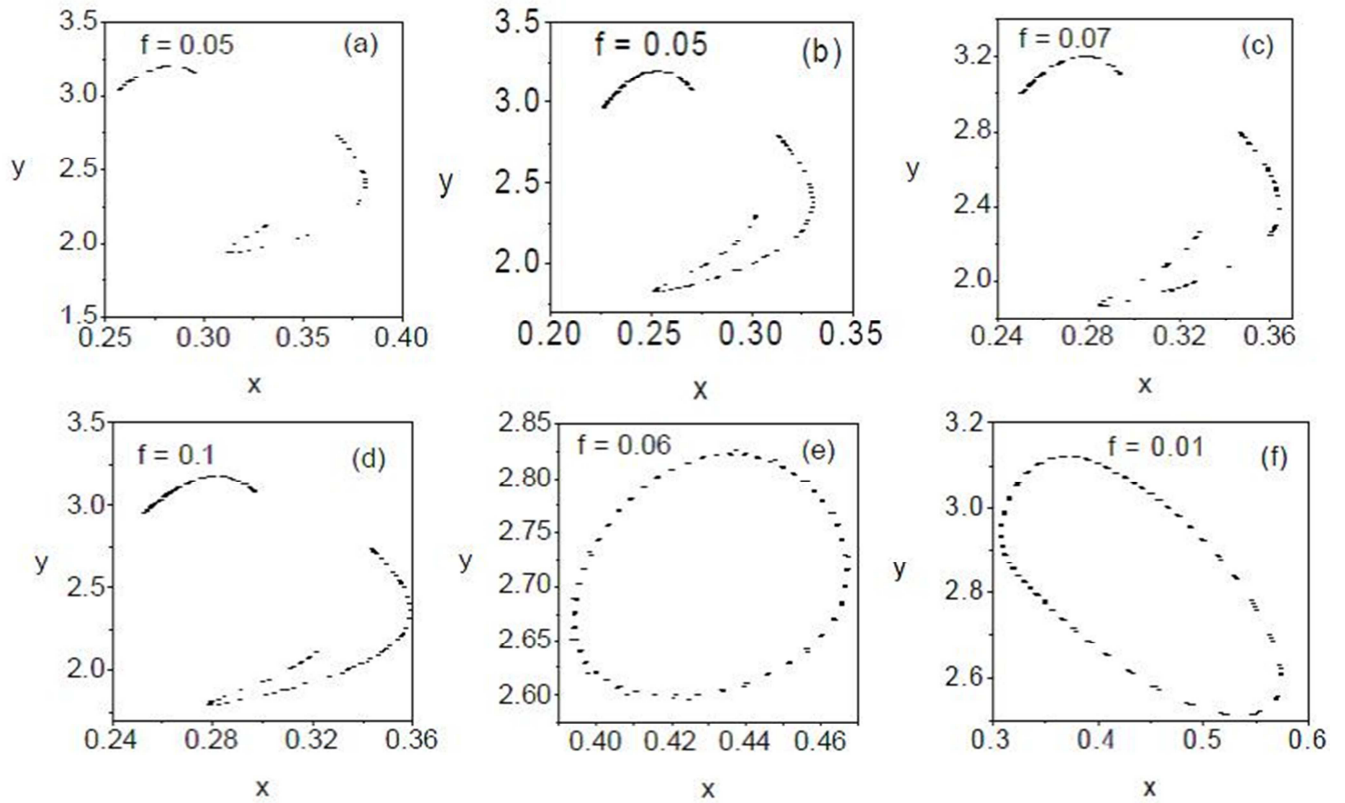 3.5
f = 0.05
(a)
3.0
y
2.5
2.0
1.5
0.25 0.30 0.35 0.40
x
3.5
f = 0.05
(b)
3.0
y
2.5
2.0
0.20 0.25 0.30 0.35
x
f = 0.07
(c)
3.2
2.8
y
2.4
2.0
0.24 0.28 0.32 0.36
x
3.5
f = 0.1
(d)
3.0
y
2.5
2.0
0.24 0.28 0.32 0.36
x
2.85
f = 0.06
(e)
2.80
2.75
y
2.70
2.65
2.60
0.40 0.42 0.44 0.46
x
3.2
f = 0.01
(f)
3.0
y
2.8
2.6
0.3 0.4 0.5 0.6
x